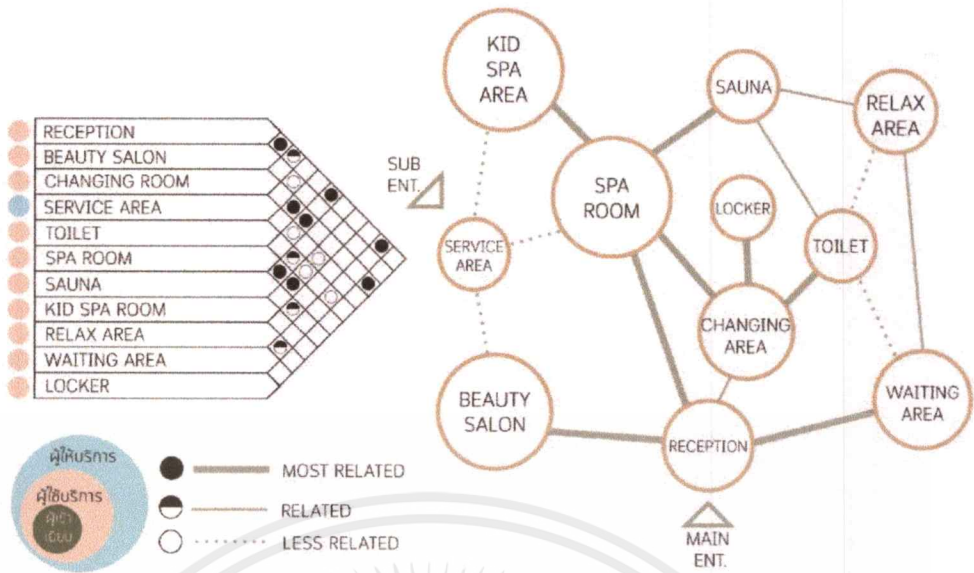 RECEPTION
BEAUTY SALON
CHANGING ROOM
SERVICE AREA
TOILET
SPA ROOM
SAUNA
KID SPA ROOM
RELAX AREA
WAITING AREA
LOCKER
KID
SPA
AREA
SAUNA
RELAX
AREA
SUB
ENT.
SPA
ROOM
LOCKER
SERVICE
AREA
TOILET
CHANGING
AREA
BEAUTY
SALON
RECEPTION
WAITING
AREA
MAIN
ENT.
ผู้ให้บริการ
ผู้ใช้บริการ
MOST RELATED
RELATED
LESS RELATED